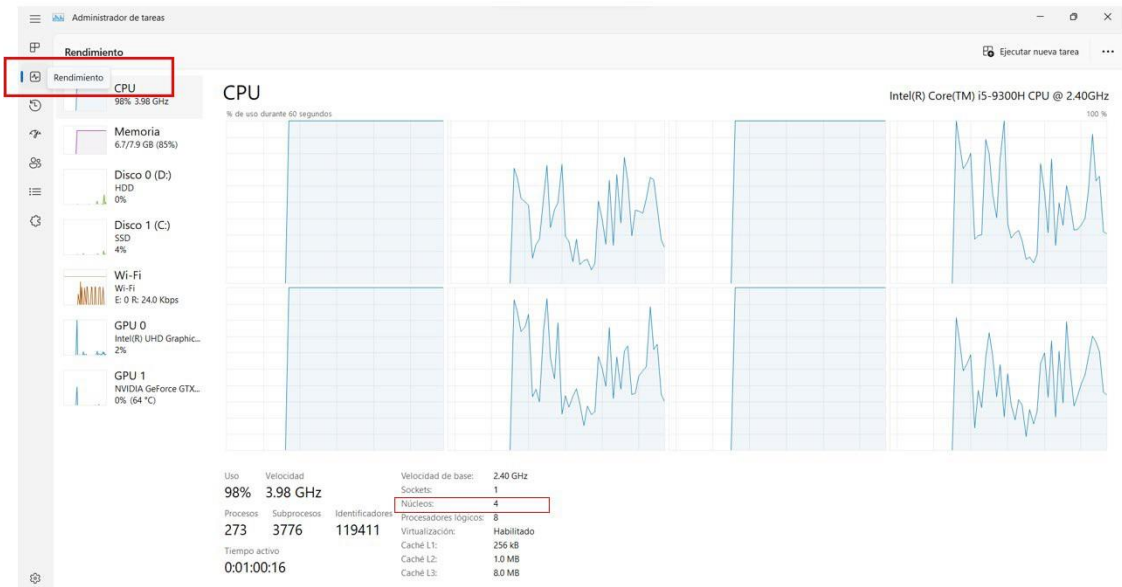 Administrador de tareas
Rendimiento
Ejecutar nueva tarea
Rendimiento
CPU
98% 3.98 GHz
Memoria
6.7/7.9 GB (85%)
Disco 0 (D:)
HDD
0%
Disco 1 (C:)
SSD
4%
Wi-Fi
Wi-Fi
E: 0 R: 24.0 Kbps
GPU 0
Intel(R) UHD Graphic...
2%
GPU 1
NVIDIA GeForce GTX...
0% (64 °C)
CPU
Intel(R) Core(TM) i5-9300H CPU @ 2.40GHz
% de uso durante 60 segundos
100 %
Uso
Velocidad
98%
3.98 GHz
Procesos
Subprocesos
Identificadores
273
3776
119411
Tiempo activo
0:01:00:16
Velocidad de base: 2.40 GHz
Sockets: 1
Núcleos: 4
Procesadores lógicos: 8
Virtualización: Habilitado
Caché L1: 256 kB
Caché L2: 1.0 MB
Caché L3: 8.0 MB